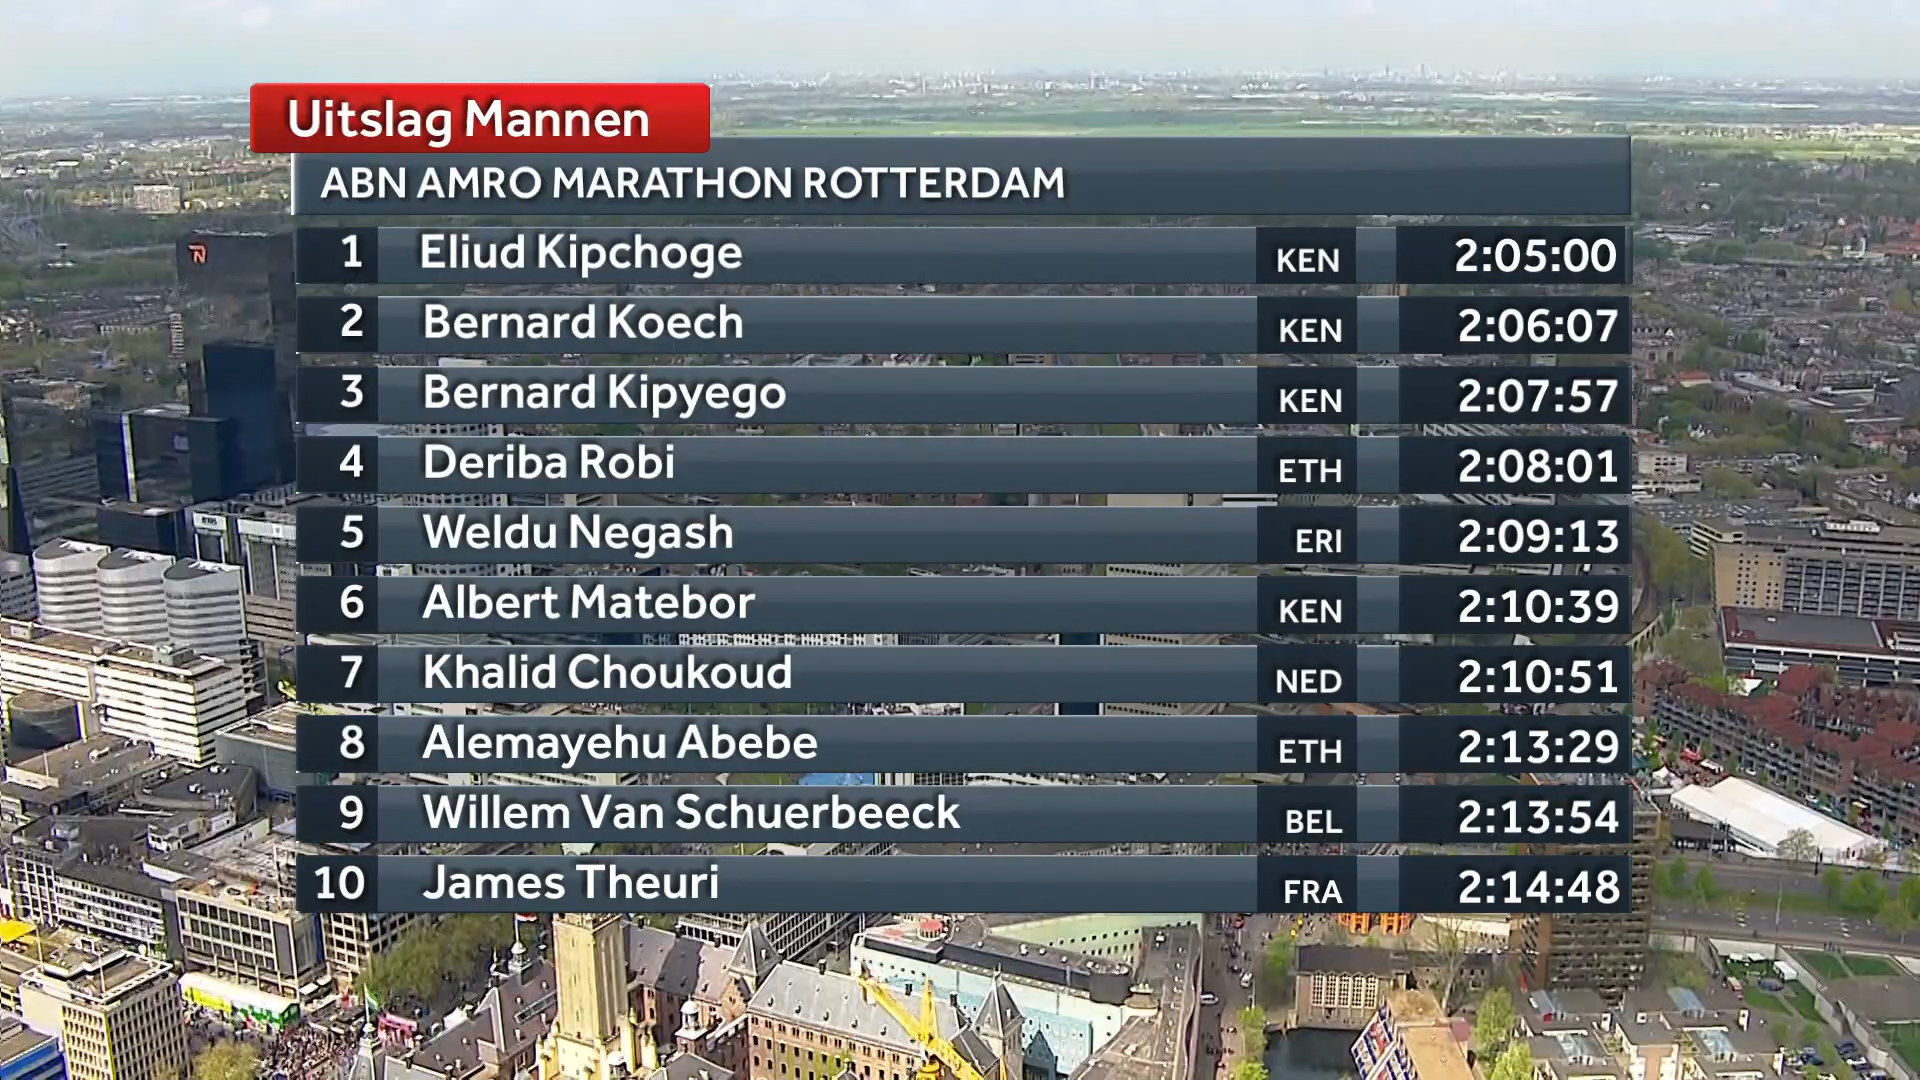 Uitslag Mannen
ABN AMRO MARATHON ROTTERDAM
1 Eliud Kipchoge KEN 2:05:00
2 Bernard Koech KEN 2:06:07
3 Bernard Kipyego KEN 2:07:57
4 Deriba Robi ETH 2:08:01
5 Weldu Negash ERI 2:09:13
6 Albert Matebor KEN 2:10:39
7 Khalid Choukoud NED 2:10:51
8 Alemayehu Abebe ETH 2:13:29
9 Willem Van Schuerbeeck BEL 2:13:54
10 James Theuri FRA 2:14:48